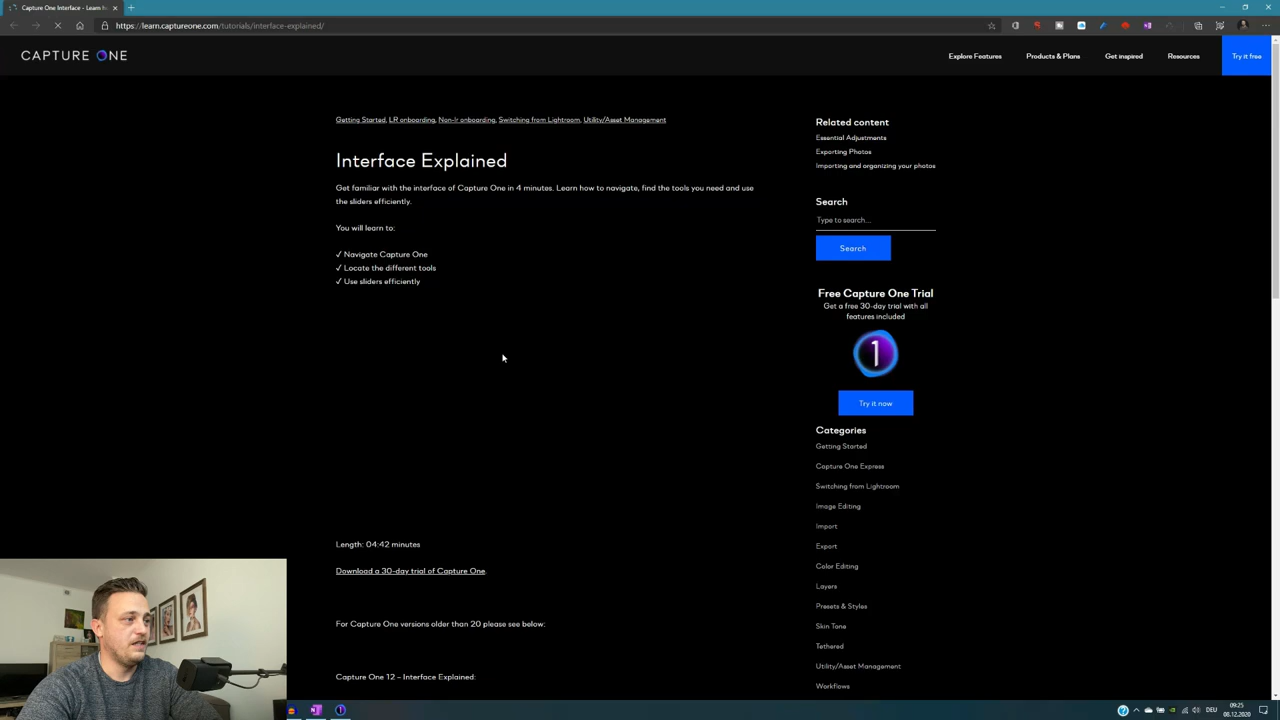 Capture One Interface - Learn h
https://learn.captureone.com/tutorials/interface-explained/
CAPTURE ONE
Explore Features
Products & Plans
Get inspired
Resources
Try it free
Getting Started, LR onboarding, Non-lr onboarding, Switching from Lightroom, Utility/Asset Management
Interface Explained
Get familiar with the interface of Capture One in 4 minutes. Learn how to navigate, find the tools you need and use
the sliders efficiently.
You will learn to:
✓ Navigate Capture One
✓ Locate the different tools
✓ Use sliders efficiently
Length: 04:42 minutes
Download a 30-day trial of Capture One.
For Capture One versions older than 20 please see below:
Capture One 12 – Interface Explained:
Related content
Essential Adjustments
Exporting Photos
Importing and organizing your photos
Search
Type to search...
Search
Free Capture One Trial
Get a free 30-day trial with all
features included
1
Try it now
Categories
Getting Started
Capture One Express
Switching from Lightroom
Image Editing
Import
Export
Color Editing
Layers
Presets & Styles
Skin Tone
Tethered
Utility/Asset Management
Workflows
DEU
09:25
08.12.2020